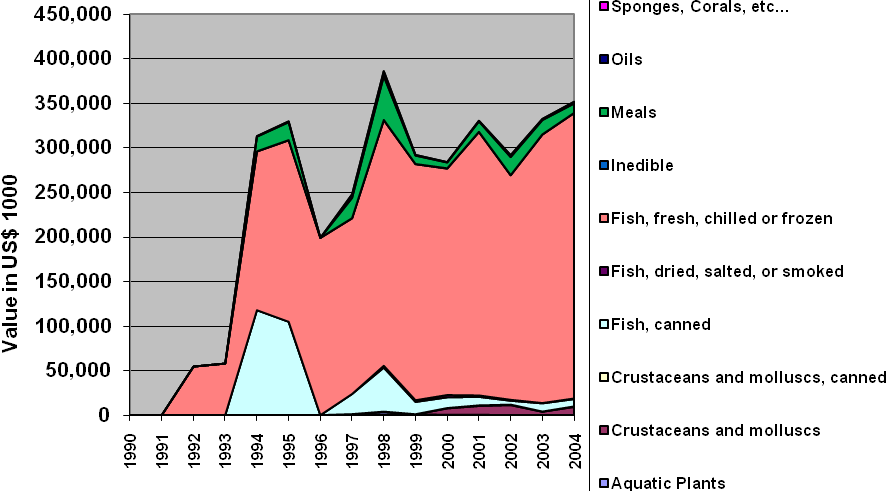 450,000
400,000
350,000
300,000
250,000
200,000
150,000
100,000
50,000
0
Value in US$ 1000
1990
1991
1992
1993
1994
1995
1996
1997
1998
1999
2000
2001
2002
2003
2004
Sponges, Corals, etc...
Oils
Meals
Inedible
Fish, fresh, chilled or frozen
Fish, dried, salted, or smoked
Fish, canned
Crustaceans and molluscs, canned
Crustaceans and molluscs
Aquatic Plants